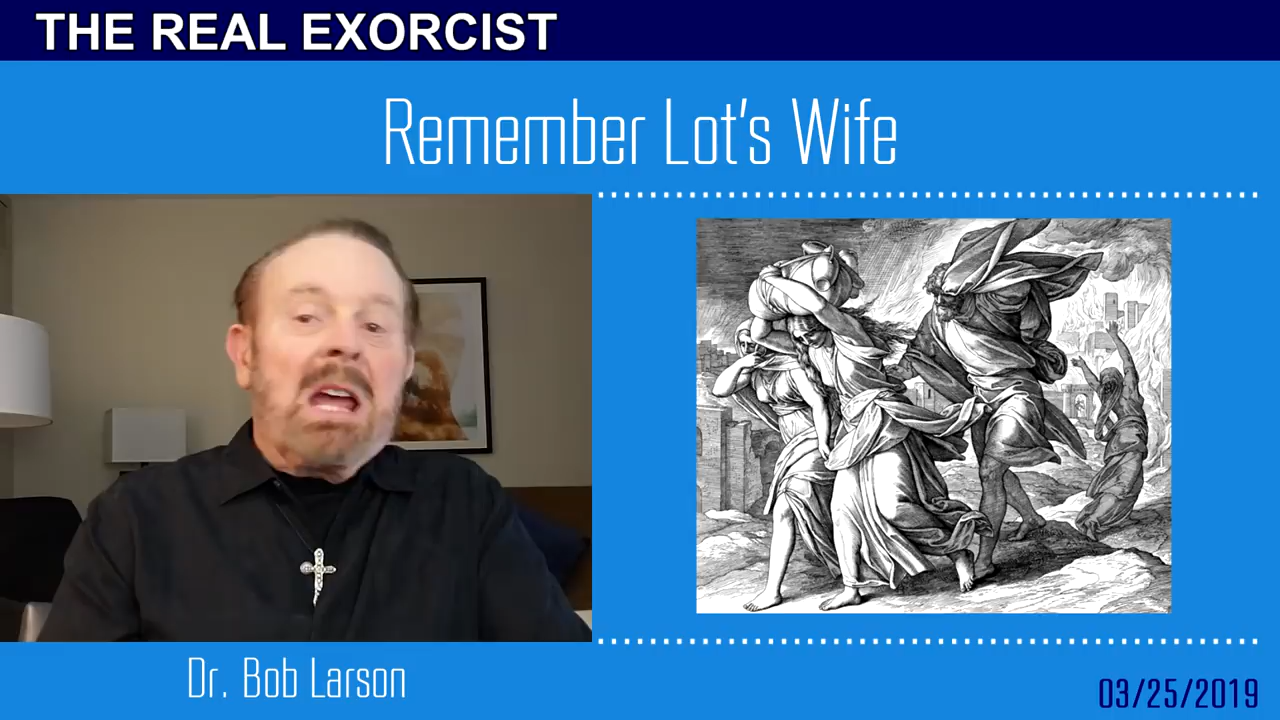 THE REAL EXORCIST
Remember Lot's Wife
Dr. Bob Larson
03/25/2019